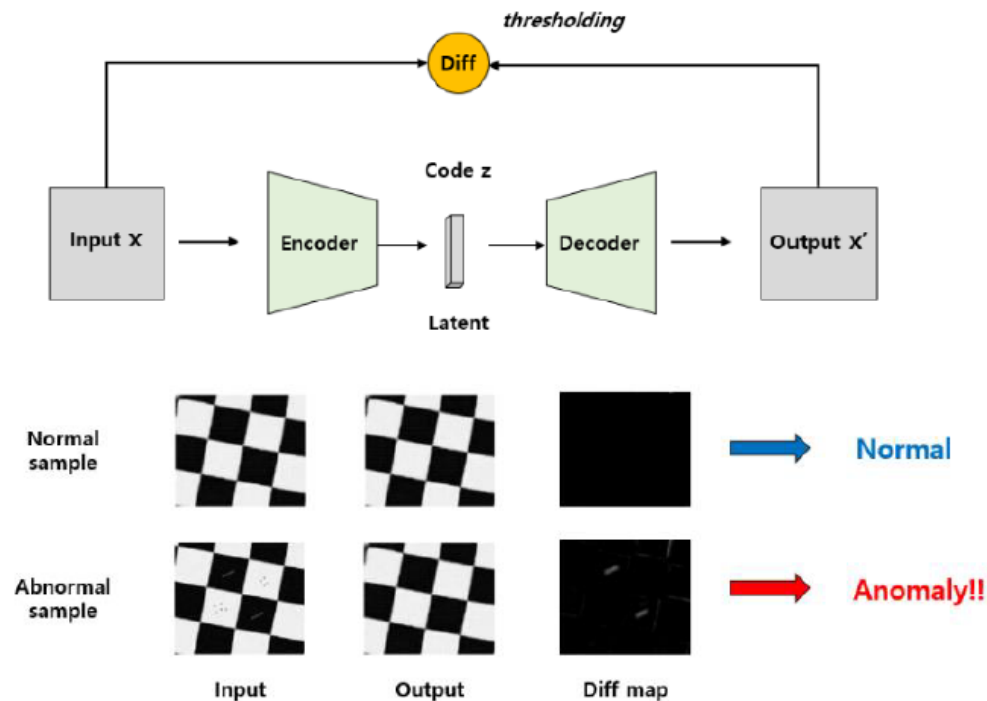 thresholding
Diff
Code z
Input X
Encoder
Decoder
Output X′
Latent
Normal
sample
Normal
Abnormal
sample
Anomaly!!
Input
Output
Diff map